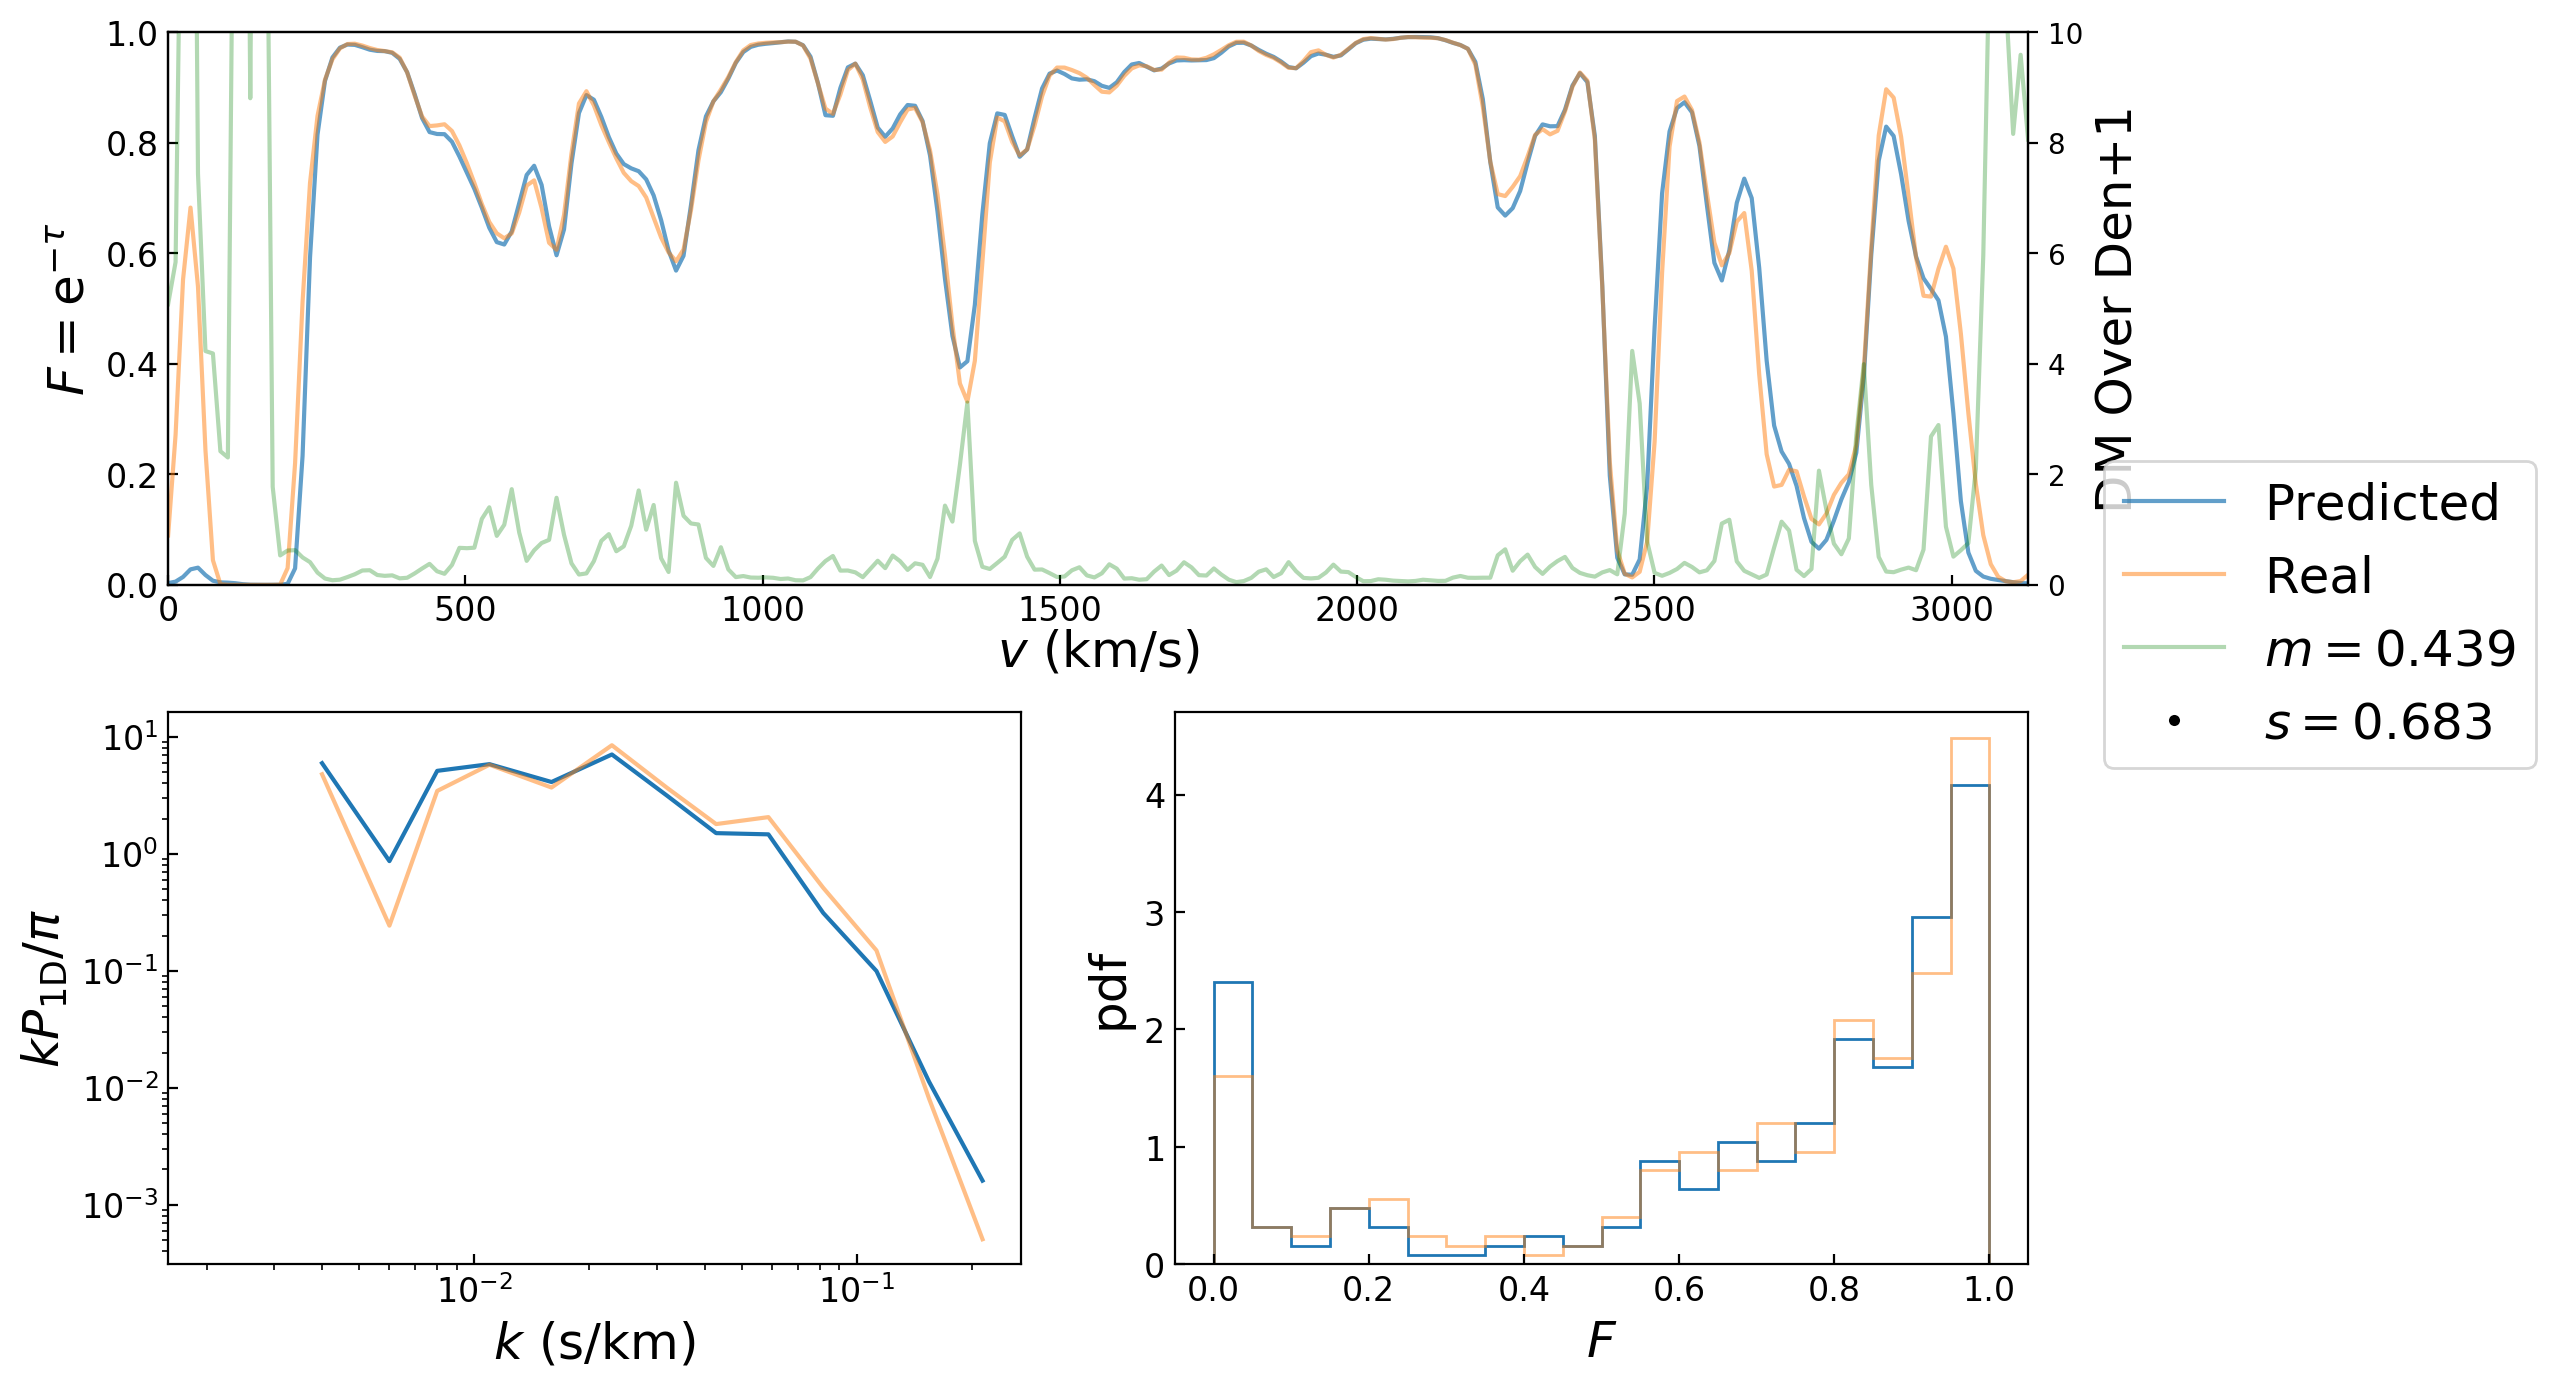 1.0
0.8
0.6
0.4
0.2
0.0
F = e^{−τ}
0 500 1000 1500 2000 2500 3000
v (km/s)
10
8
6
4
2
0
DM Over Den+1
Predicted
Real
m = 0.439
s = 0.683
10^1
10^0
10^{−1}
10^{−2}
10^{−3}
kP_{1D}/π
10^{−2} 10^{−1}
k (s/km)
4
3
2
1
0
pdf
0.0 0.2 0.4 0.6 0.8 1.0
F